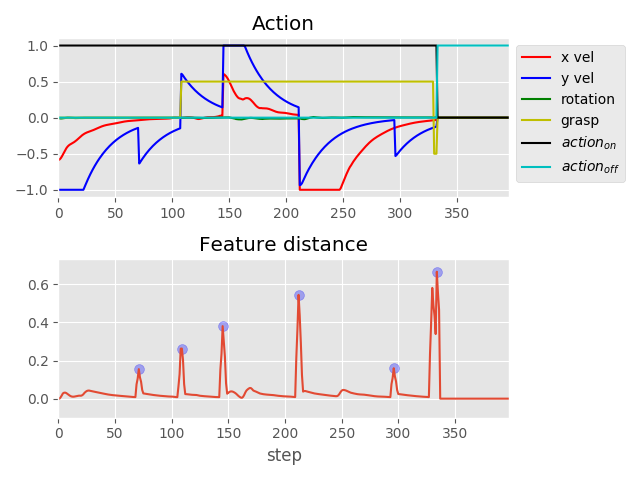 Action
1.0
0.5
0.0
−0.5
−1.0
0 50 100 150 200 250 300 350
x vel
y vel
rotation
grasp
action_on
action_off
Feature distance
0.6
0.4
0.2
0.0
0 50 100 150 200 250 300 350
step